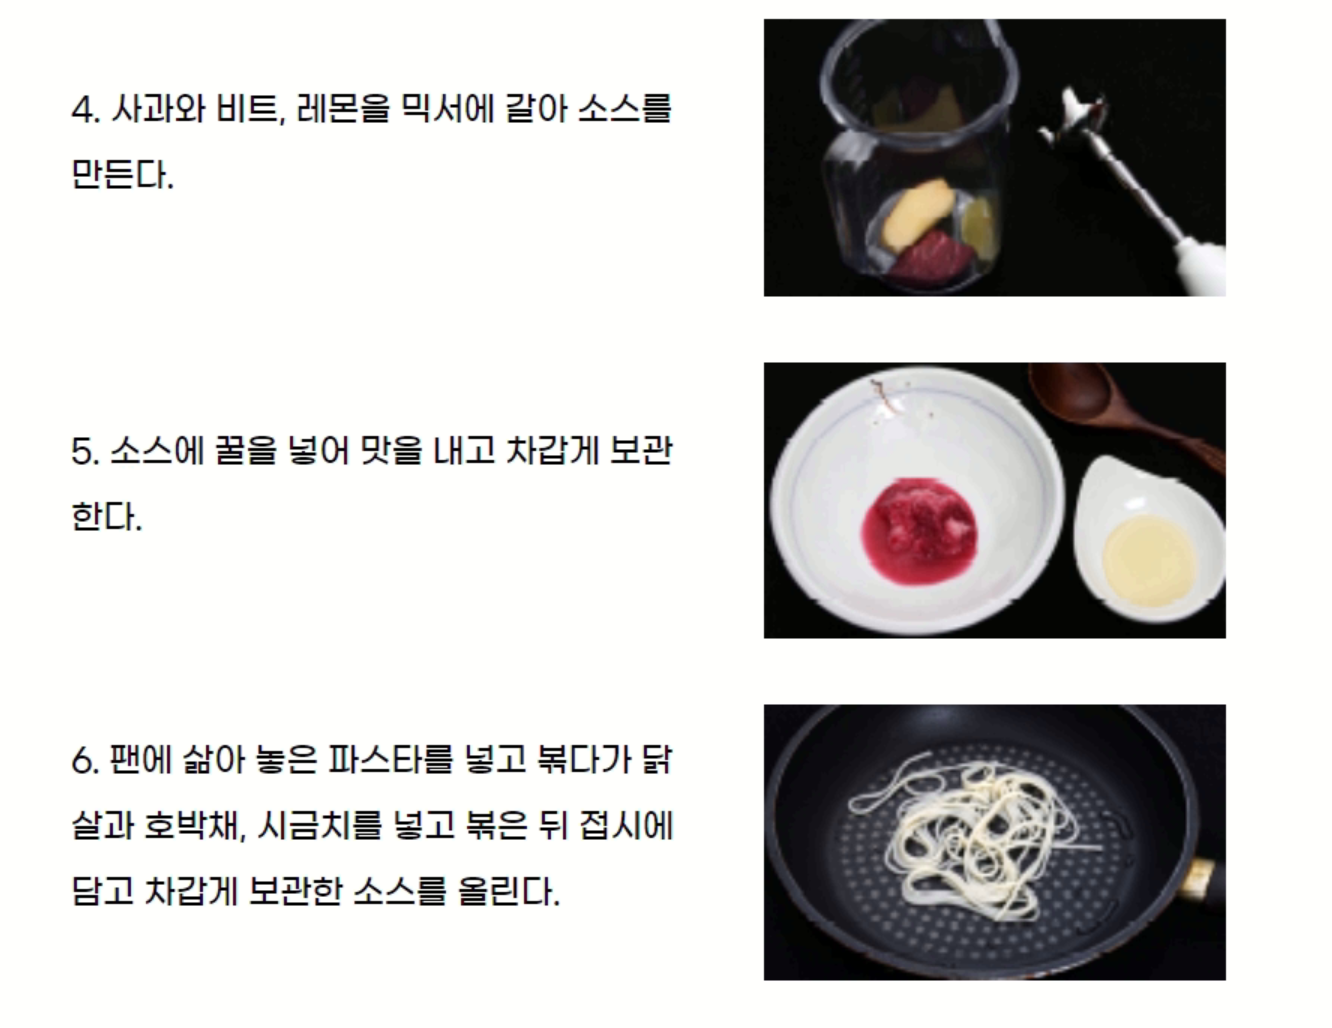 4. 사과와 비트, 레몬을 믹서에 갈아 소스를
만든다.
5. 소스에 꿀을 넣어 맛을 내고 차갑게 보관
한다.
6. 팬에 삶아 놓은 파스타를 넣고 볶다가 닭
살과 호박채, 시금치를 넣고 볶은 뒤 접시에
담고 차갑게 보관한 소스를 올린다.